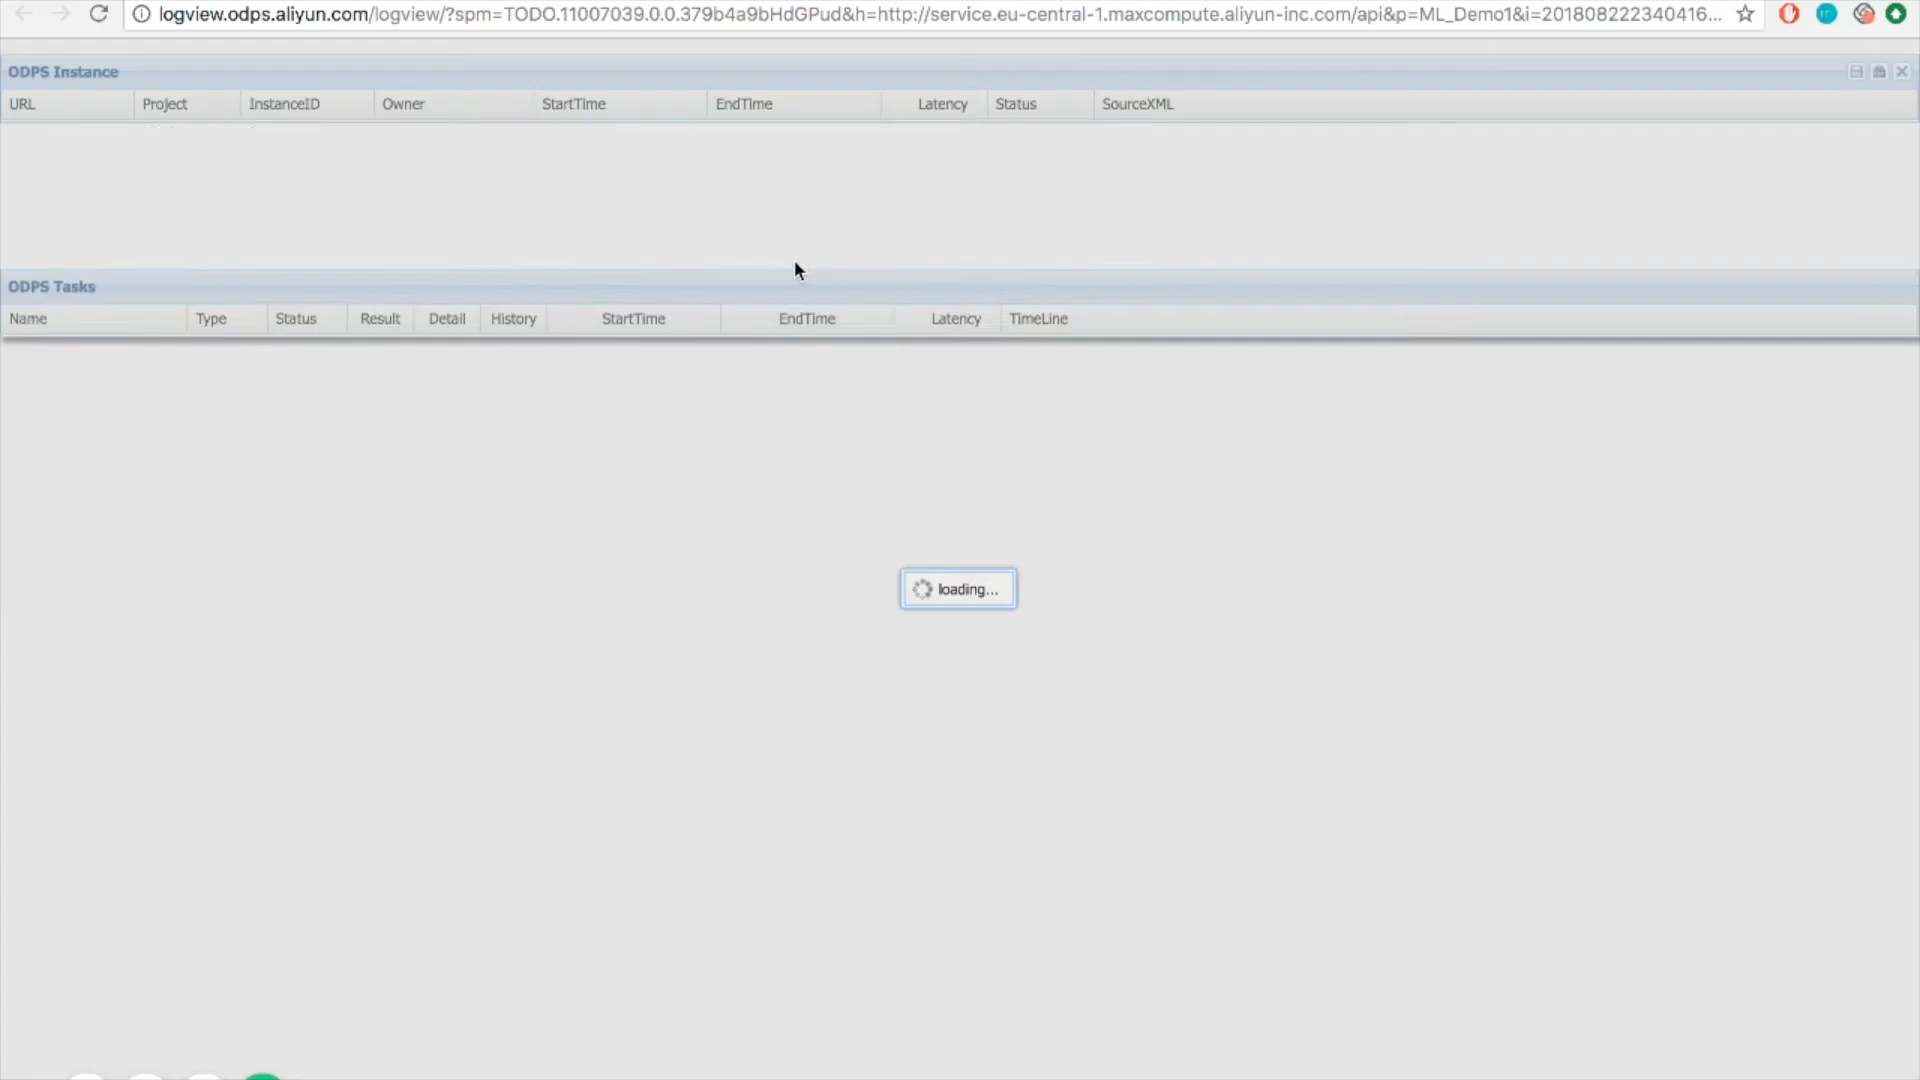 logview.odps.aliyun.com/logview/?spm=TODO.11007039.0.0.379b4a9bHdGPud&h=http://service.eu-central-1.maxcompute.aliyun-inc.com/api&p=ML_Demo1&i=201808222340416...
ODPS Instance
URL Project InstanceID Owner StartTime EndTime Latency Status SourceXML
ODPS Tasks
Name Type Status Result Detail History StartTime EndTime Latency TimeLine
loading...